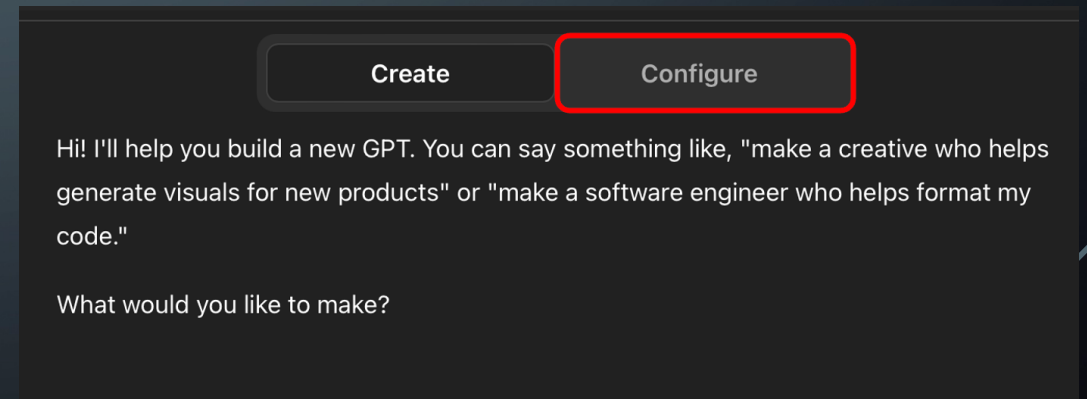 Create
Configure
Hi! I'll help you build a new GPT. You can say something like, "make a creative who helps
generate visuals for new products" or "make a software engineer who helps format my
code."
What would you like to make?